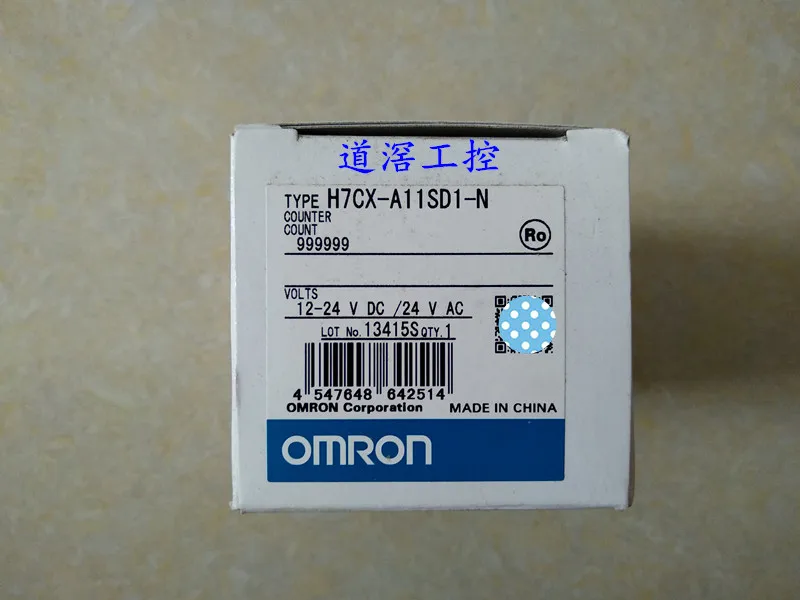 道滘工控
TYPE H7CX-A11SD1-N
COUNTER
COUNT
999999
Ro
VOLTS
12-24 V DC /24 V AC
LOT No. 13415S QTY. 1
4 547648 642514
OMRON Corporation MADE IN CHINA
OMRON